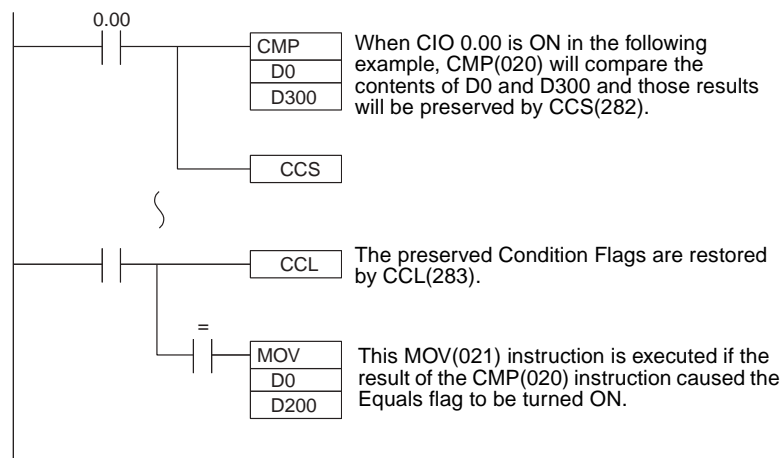 0.00
CMP
D0
D300
When CIO 0.00 is ON in the following
example, CMP(020) will compare the
contents of D0 and D300 and those results
will be preserved by CCS(282).
CCS
CCL
The preserved Condition Flags are restored
by CCL(283).
=
MOV
D0
D200
This MOV(021) instruction is executed if the
result of the CMP(020) instruction caused the
Equals flag to be turned ON.